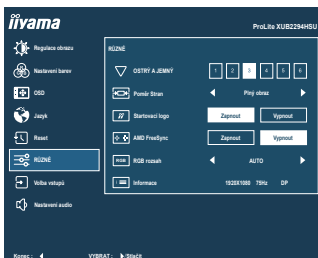 iiyama
ProLite XUB2294HSU
Regulace obrazu
RŮZNÉ
Nastavení barev
OSTRÝ A JEMNÝ 1 2 3 4 5 6
OSD
Poměr Stran Plný obraz
Jazyk
Startovací logo Zapnout Vypnout
Reset
AMD FreeSync Zapnout Vypnout
RŮZNÉ
RGB RGB rozsah AUTO
Volba vstupů
Informace 1920X1080 75Hz DP
Nastavení audio
Konec : VYBRAT : /Stlačit